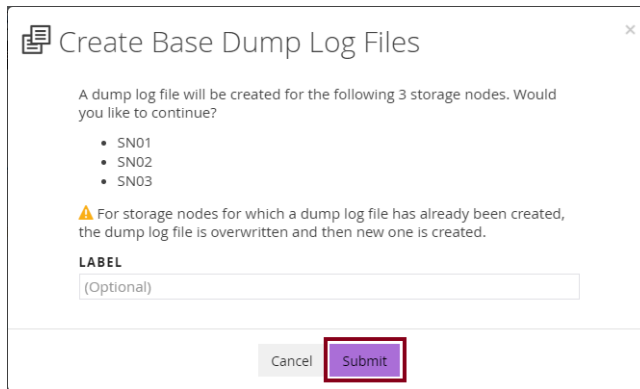 Create Base Dump Log Files
×
A dump log file will be created for the following 3 storage nodes. Would
you like to continue?
• SN01
• SN02
• SN03
For storage nodes for which a dump log file has already been created,
the dump log file is overwritten and then new one is created.
LABEL
(Optional)
Cancel
Submit